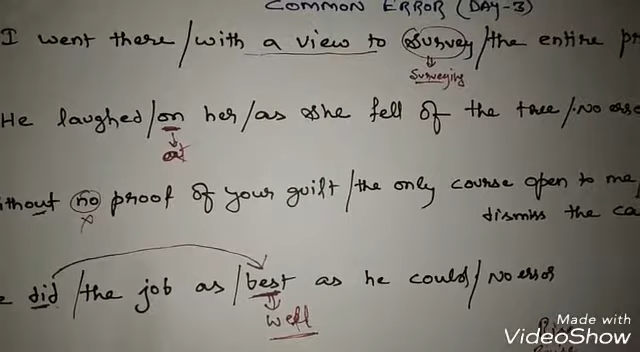 COMMON ERROR (DAY-3)
I went there/with a view to survey/the entire
surveying
He laughed/on her/as she fell of the tree/No
at
no proof of your guilt/the only course open to me
x
dismiss the
did/the job as/best as he could/No error
well
Made with
VideoShow